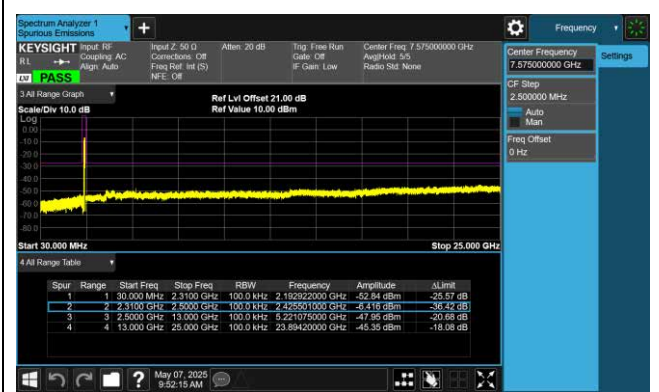 Spectrum Analyzer 1
Spurious Emissions
Frequency
KEYSIGHT Input: RF Input Z: 50 Ω Atten: 20 dB Trig: Free Run Center Freq: 7.575000000 GHz
RL Coupling: AC Corrections: Off Gate: Off Avg|Hold: 5/5
Align: Auto Freq Ref: Int (S) IF Gain: Low Radio Std: None
LXI PASS NFE: Off
Center Frequency
7.575000000 GHz
Settings
CF Step
2.500000 MHz
Auto
Man
Freq Offset
0 Hz
3 All Range Graph
Ref Lvl Offset 21.00 dB
Scale/Div 10.0 dB Ref Value 10.00 dBm
Log
0.00
-10.0
-20.0
-30.0
-40.0
-50.0
-60.0
-70.0
-80.0
Start 30.000 MHz Stop 25.000 GHz
4 All Range Table
Spur Range Start Freq Stop Freq RBW Frequency Amplitude ΔLimit
1 1 30.000 MHz 2.3100 GHz 100.0 kHz 2.192922000 GHz -52.84 dBm -25.57 dB
2 2 2.3100 GHz 2.5000 GHz 100.0 kHz 2.425501000 GHz -6.416 dBm -36.42 dB
3 3 2.5000 GHz 13.000 GHz 100.0 kHz 5.221075000 GHz -47.95 dBm -20.68 dB
4 4 13.000 GHz 25.000 GHz 100.0 kHz 23.89420000 GHz -45.35 dBm -18.08 dB
May 07, 2025
9:52:15 AM